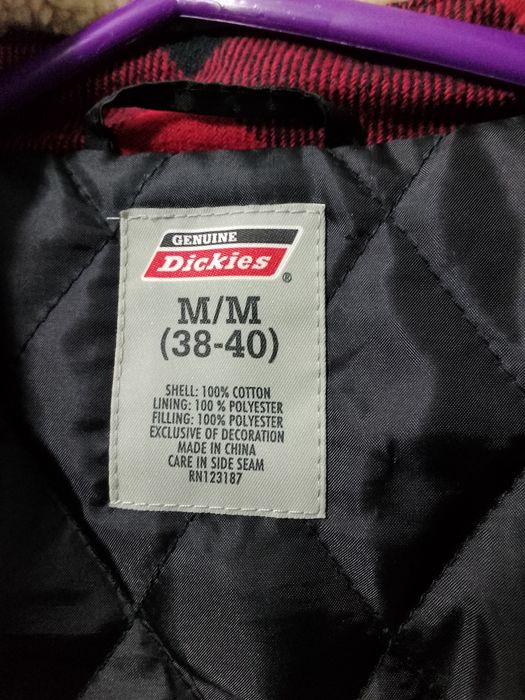 GENUINE
Dickies®
M/M
(38-40)
SHELL: 100% COTTON
LINING: 100 % POLYESTER
FILLING: 100% POLYESTER
EXCLUSIVE OF DECORATION
MADE IN CHINA
CARE IN SIDE SEAM
RN123187